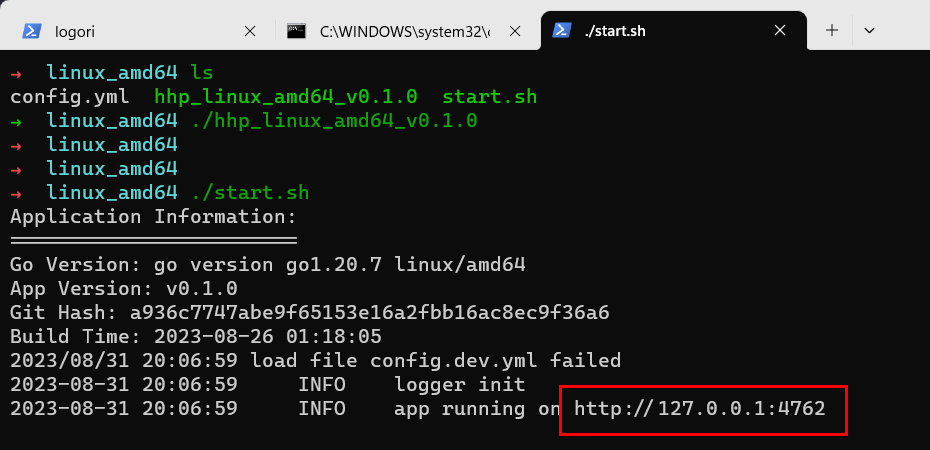 logori
C:\WINDOWS\system32\c
./start.sh
→ linux_amd64 ls
config.yml hhp_linux_amd64_v0.1.0 start.sh
→ linux_amd64 ./hhp_linux_amd64_v0.1.0
→ linux_amd64
→ linux_amd64
→ linux_amd64 ./start.sh
Application Information:
========================
Go Version: go version go1.20.7 linux/amd64
App Version: v0.1.0
Git Hash: a936c7747abe9f65153e16a2fbb16ac8ec9f36a6
Build Time: 2023-08-26 01:18:05
2023/08/31 20:06:59 load file config.dev.yml failed
2023-08-31 20:06:59 INFO logger init
2023-08-31 20:06:59 INFO app running on http://127.0.0.1:4762